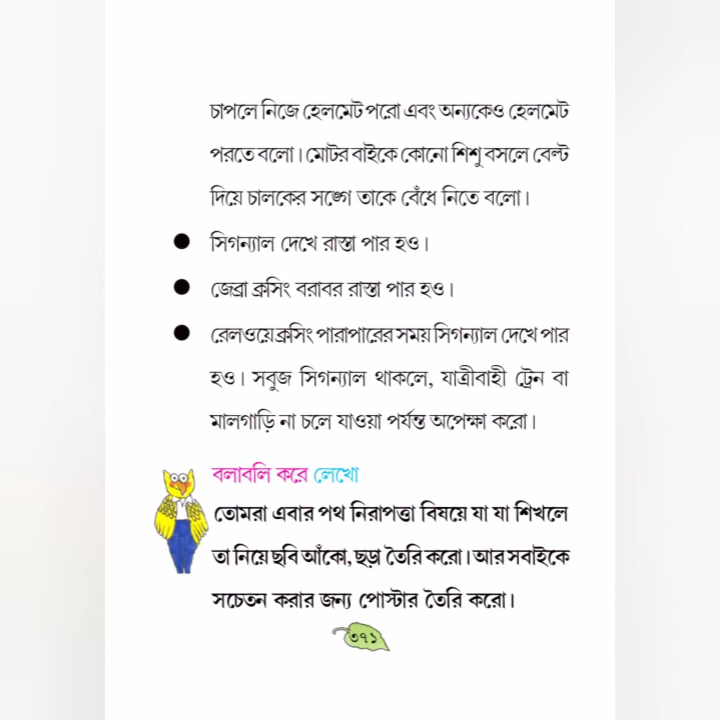 চাপলে নিজে হেলমেট পরো এবং অন্যকেও হেলমেট
পরতে বলো। মোটর বাইকে কোনো শিশু বসলে বেল্ট
দিয়ে চালকের সঙ্গে তাকে বেঁধে নিতে বলো।
● সিগন্যাল দেখে রাস্তা পার হও।
● জেব্রা ক্রসিং বরাবর রাস্তা পার হও।
● রেলওয়ে ক্রসিং পারাপারের সময় সিগন্যাল দেখে পার
হও। সবুজ সিগন্যাল থাকলে, যাত্রীবাহী ট্রেন বা
মালগাড়ি না চলে যাওয়া পর্যন্ত অপেক্ষা করো।
বলাবলি করে লেখো
তোমরা এবার পথ নিরাপত্তা বিষয়ে যা যা শিখলে
তা নিয়ে ছবি আঁকো, ছড়া তৈরি করো। আর সবাইকে
সচেতন করার জন্য পোস্টার তৈরি করো।
৩৭১